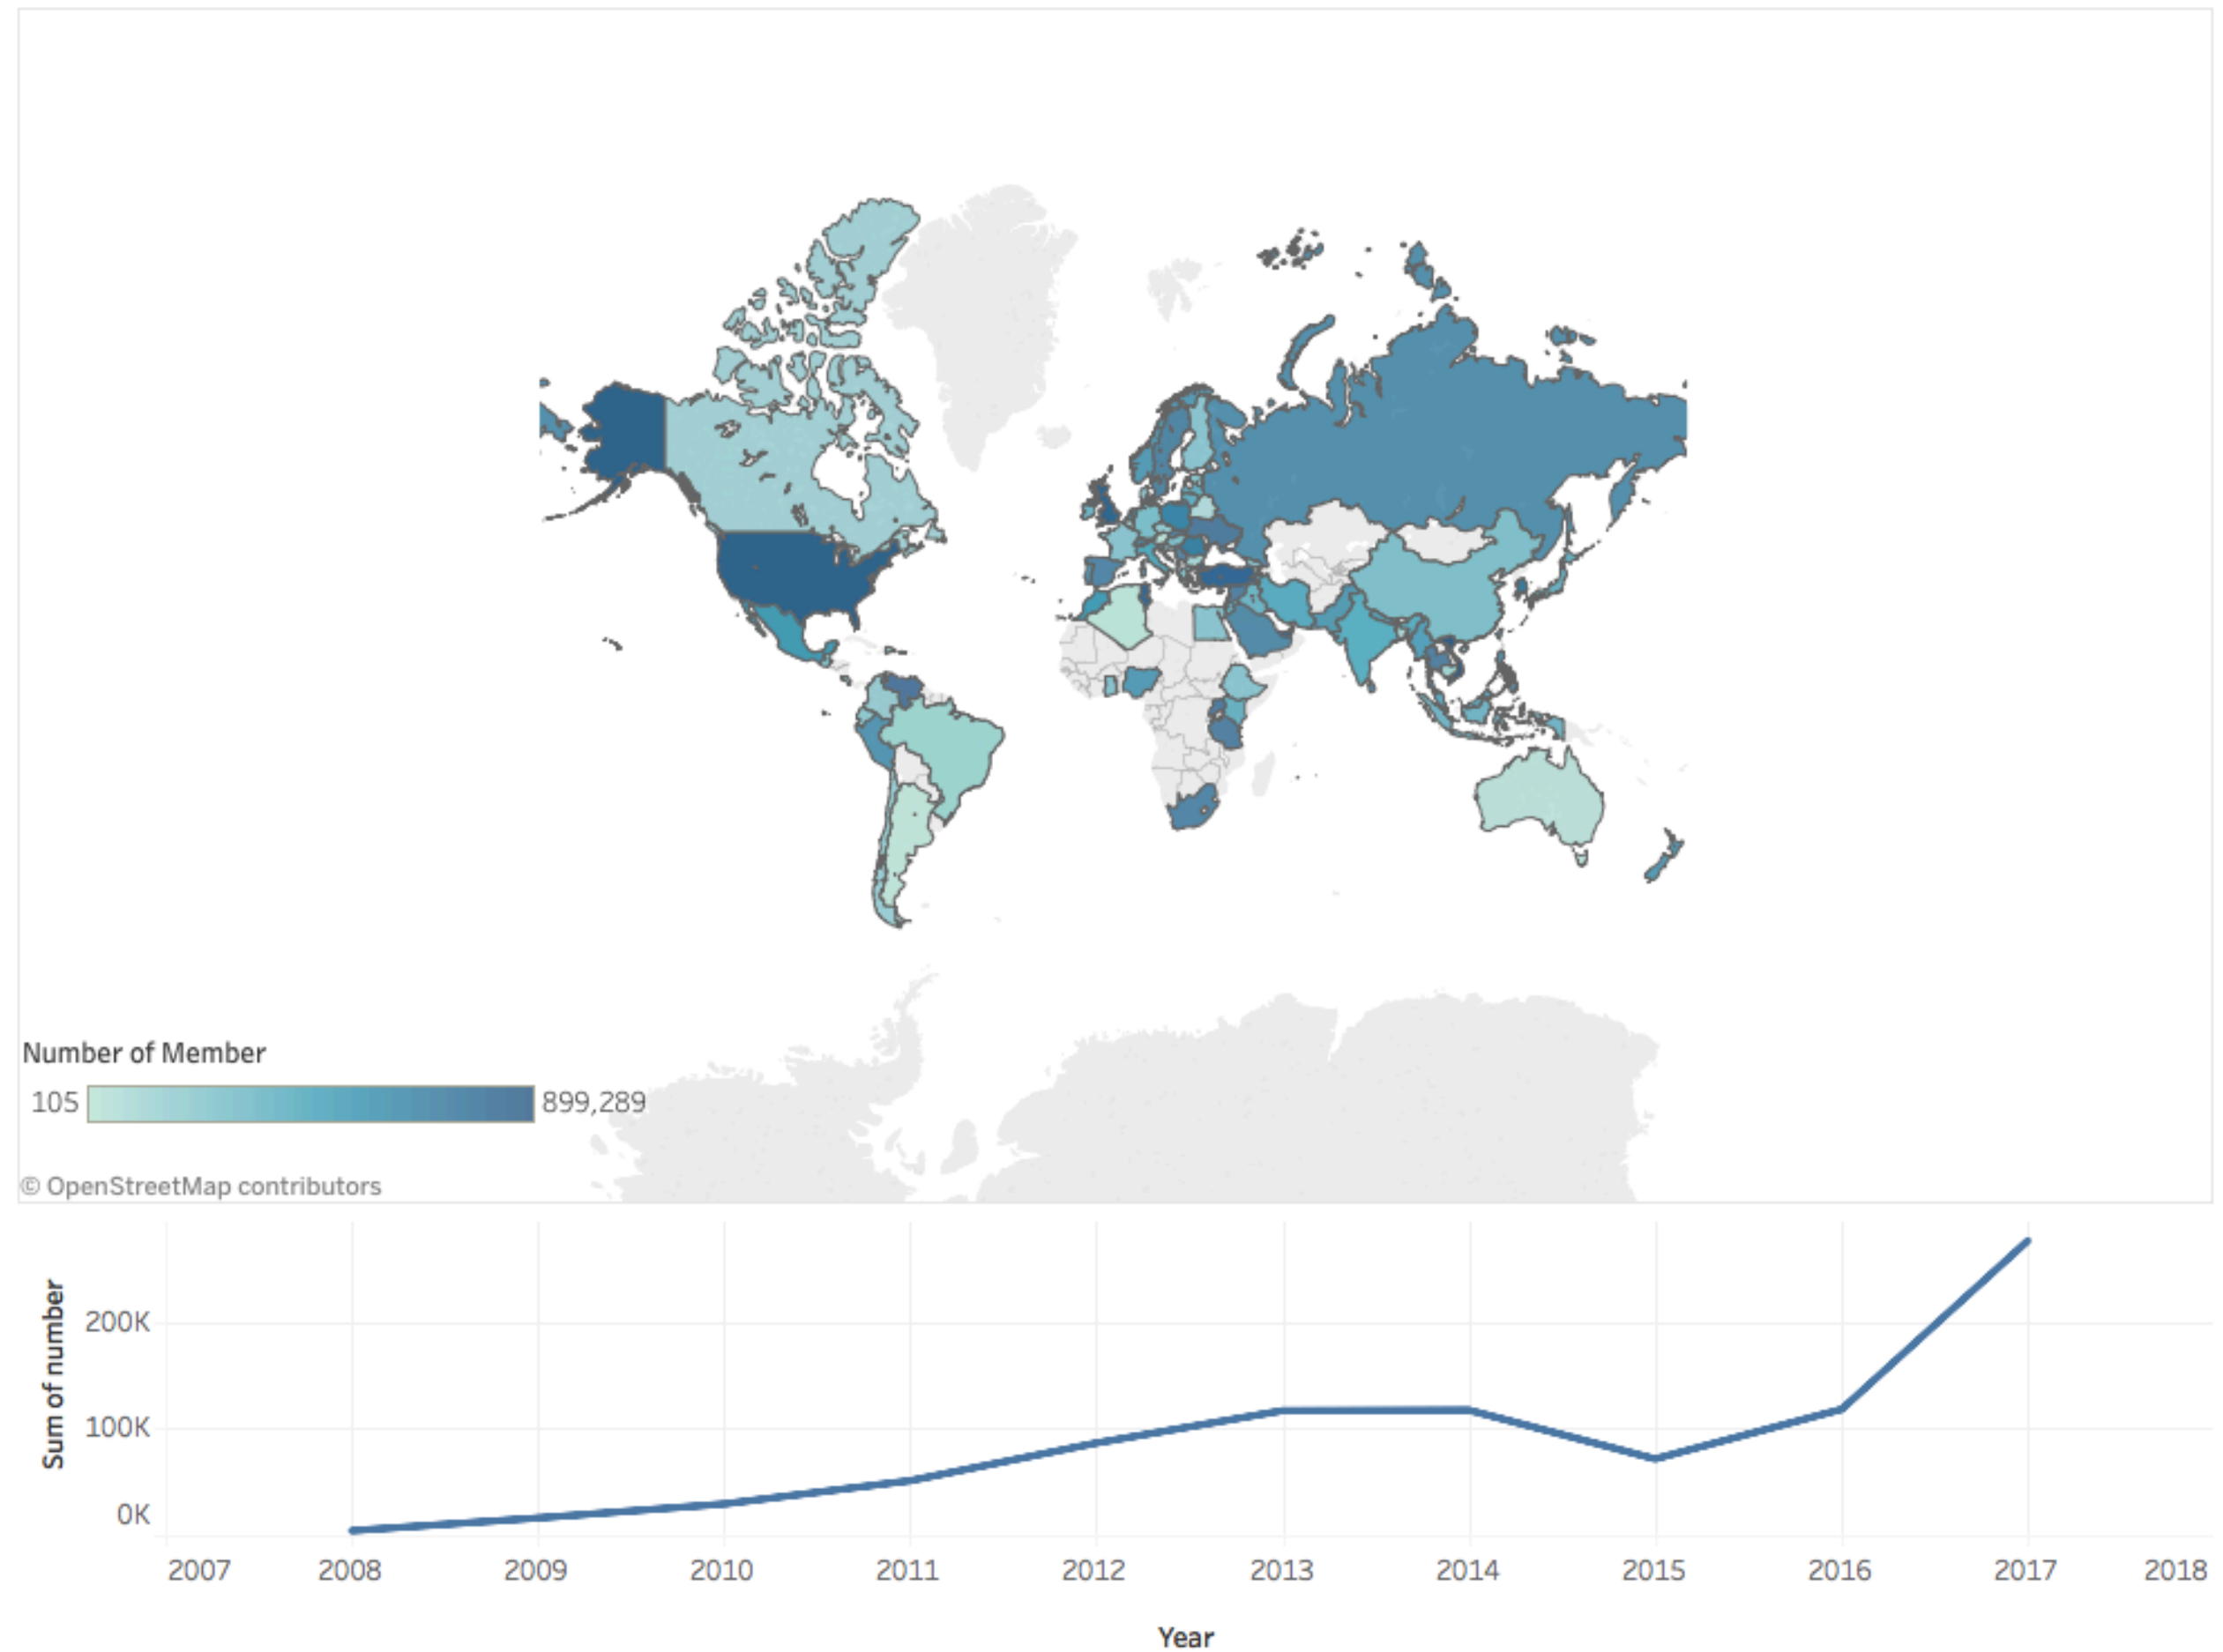 Number of Member
105 899,289
© OpenStreetMap contributors
Sum of number
200K
100K
0K
2007 2008 2009 2010 2011 2012 2013 2014 2015 2016 2017 2018
Year